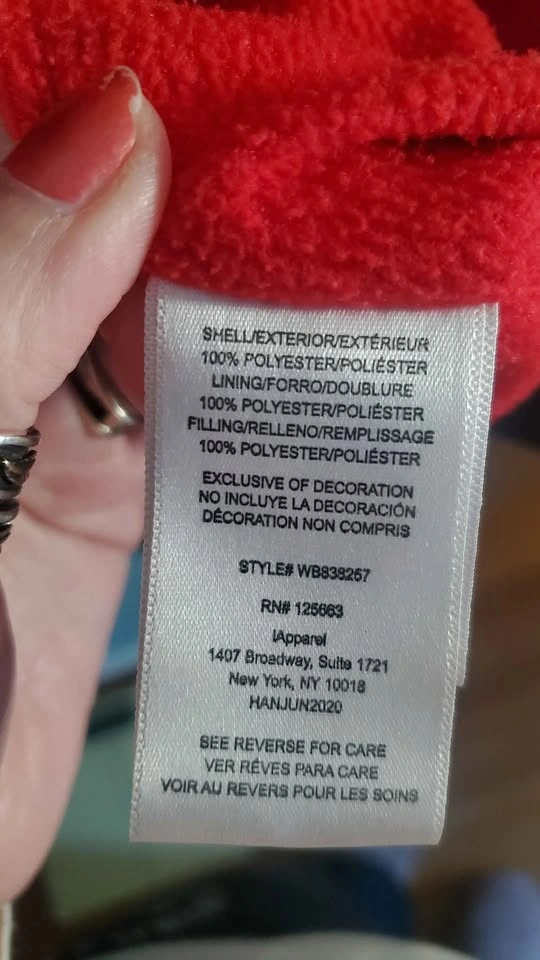 SHELL/EXTERIOR/EXTÉRIEUR
100% POLYESTER/POLIÉSTER
LINING/FORRO/DOUBLURE
100% POLYESTER/POLIÉSTER
FILLING/RELLENO/REMPLISSAGE
100% POLYESTER/POLIÉSTER
EXCLUSIVE OF DECORATION
NO INCLUYE LA DECORACIÓN
DÉCORATION NON COMPRIS
STYLE# WB838257
RN# 125663
IApparel
1407 Broadway, Suite 1721
New York, NY 10018
HANJUN2020
SEE REVERSE FOR CARE
VER RÉVES PARA CARE
VOIR AU REVERS POUR LES SOINS